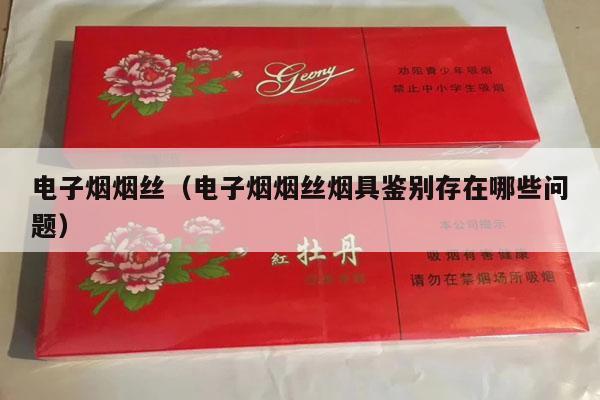 Geony
劝阻青少年吸烟
禁止中小学生吸烟
电子烟烟丝（电子烟烟丝烟具鉴别存在哪些问
题）
本公司提示
紅 牡丹
吸烟有害健康
请勿在禁烟场所吸烟